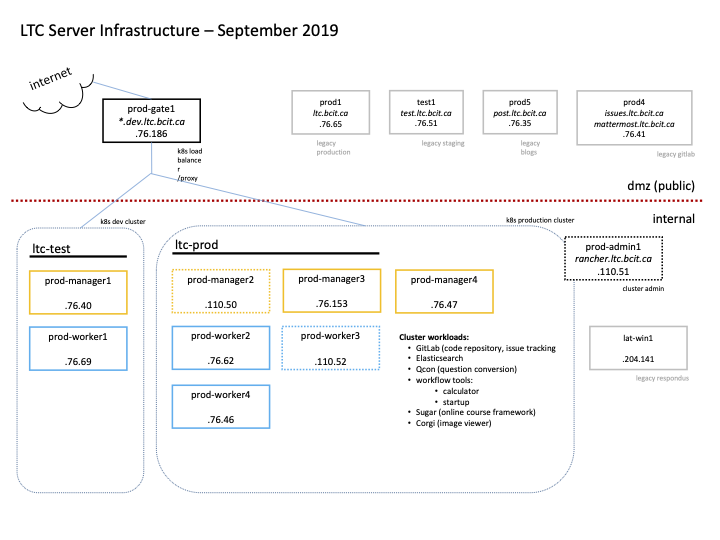 LTC Server Infrastructure – September 2019
internet
prod-gate1
*.dev.ltc.bcit.ca
.76.186
k8s load
balance
r
/proxy
prod1
ltc.bcit.ca
.76.65
legacy
production
test1
test.ltc.bcit.ca
.76.51
legacy staging
prod5
post.ltc.bcit.ca
.76.35
legacy
blogs
prod4
issues.ltc.bcit.ca
mattermost.ltc.bcit.ca
.76.41
legacy gitlab
dmz (public)
internal
k8s dev cluster
ltc-test
prod-manager1
.76.40
prod-worker1
.76.69
k8s production cluster
ltc-prod
prod-manager2
.110.50
prod-manager3
.76.153
prod-manager4
.76.47
prod-worker2
.76.62
prod-worker3
.110.52
prod-worker4
.76.46
Cluster workloads:
• GitLab (code repository, issue tracking
• Elasticsearch
• Qcon (question conversion)
• workflow tools:
• calculator
• startup
• Sugar (online course framework)
• Corgi (image viewer)
prod-admin1
rancher.ltc.bcit.ca
.110.51
cluster admin
lat-win1
.204.141
legacy respondus